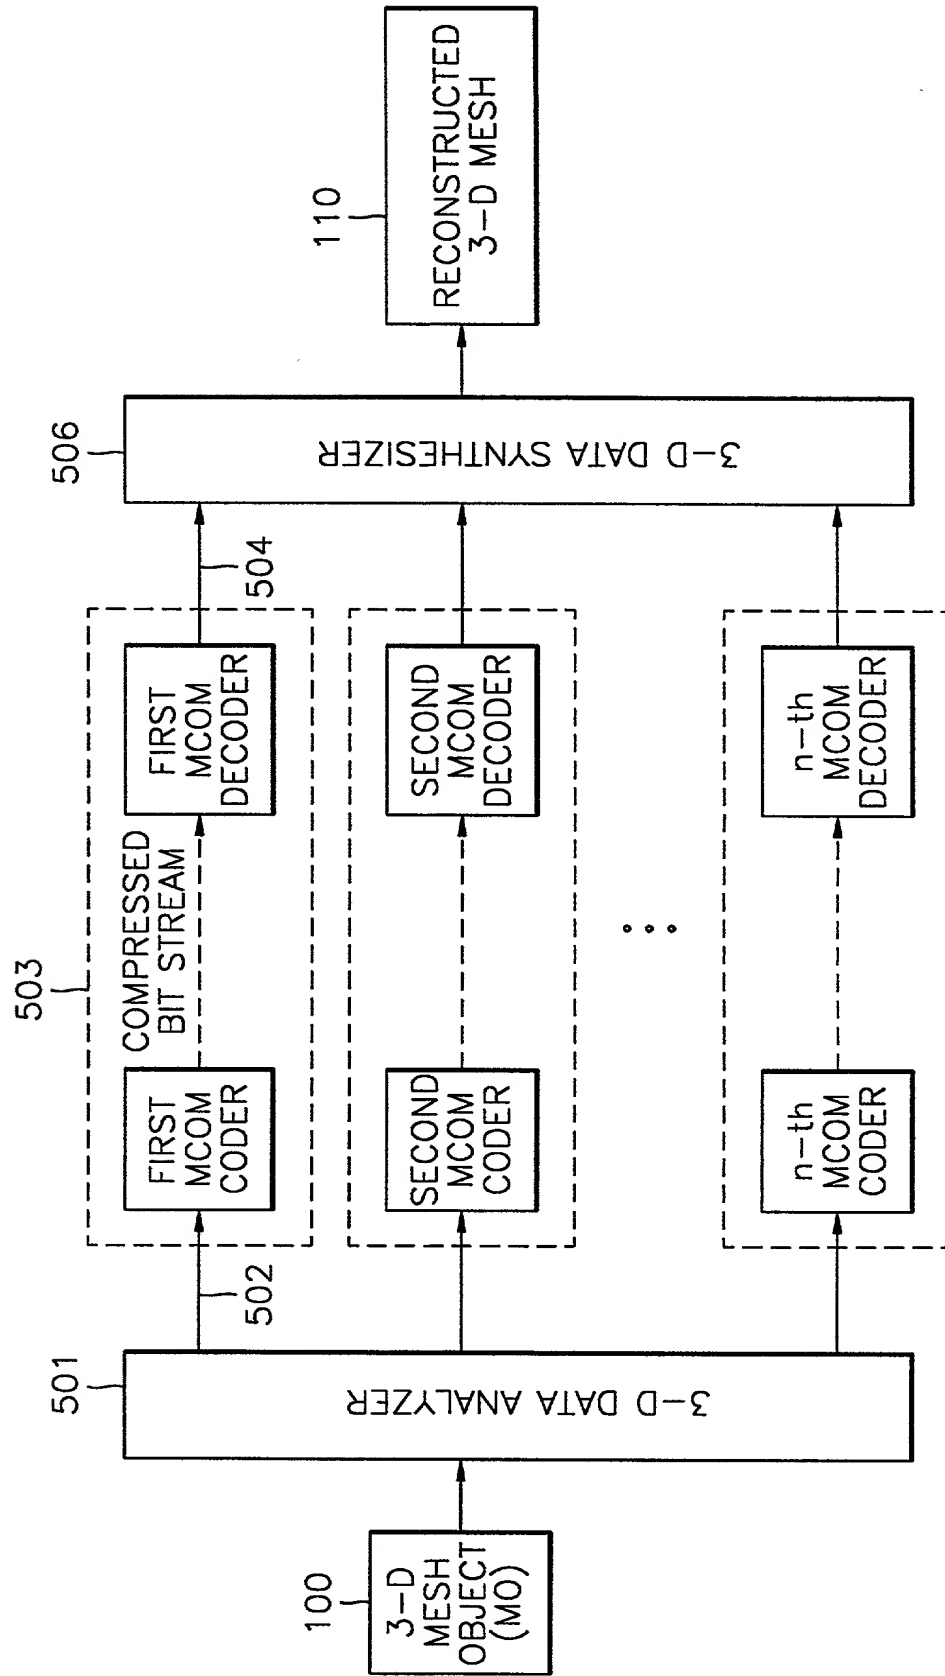 100
3-D
MESH
OBJECT
(MO)
501
3-D DATA ANALYZER
502
503
FIRST
MCOM
CODER
COMPRESSED
BIT STREAM
FIRST
MCOM
DECODER
504
SECOND
MCOM
CODER
SECOND
MCOM
DECODER
n-th
MCOM
CODER
n-th
MCOM
DECODER
506
3-D DATA SYNTHESIZER
110
RECONSTRUCTED
3-D MESH